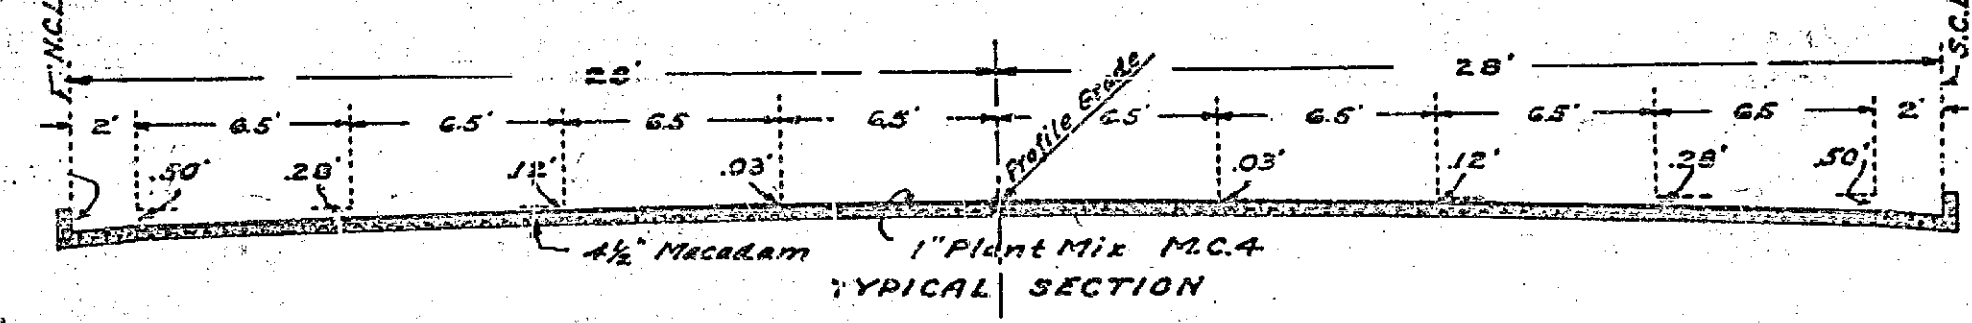 N.C.L.
S.C.L.
28' 28'
2' 6.5' 6.5' 6.5 6.5' 6.5' 6.5' 6.5' 6.5 2'
Profile Grade
.50' .28' .12' .03' .03' .12' .28' .50'
4½" Macadam 1" Plant Mix M.C.4
TYPICAL SECTION